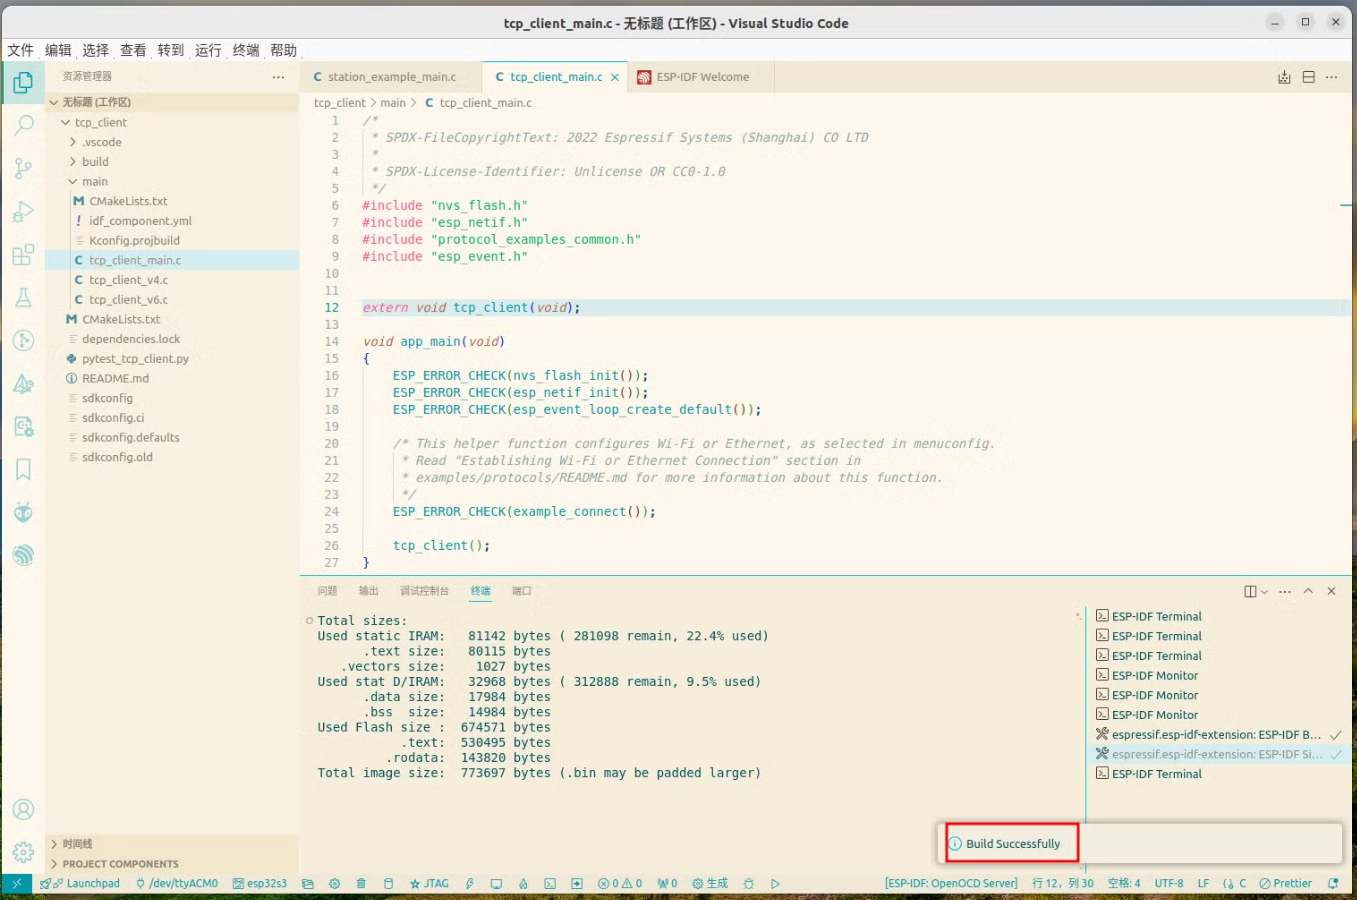 tcp_client_main.c - 无标题 (工作区) - Visual Studio Code
文件 编辑 选择 查看 转到 运行 终端 帮助
资源管理器
无标题 (工作区)
tcp_client
.vscode
build
main
CMakeLists.txt
idf_component.yml
Kconfig.projbuild
tcp_client_main.c
tcp_client_v4.c
tcp_client_v6.c
CMakeLists.txt
dependencies.lock
pytest_tcp_client.py
README.md
sdkconfig
sdkconfig.ci
sdkconfig.defaults
sdkconfig.old
时间线
PROJECT COMPONENTS
C station_example_main.c C tcp_client_main.c ESP-IDF Welcome
tcp_client > main > C tcp_client_main.c
1 /*
2 * SPDX-FileCopyrightText: 2022 Espressif Systems (Shanghai) CO LTD
3 *
4 * SPDX-License-Identifier: Unlicense OR CC0-1.0
5 */
6 #include "nvs_flash.h"
7 #include "esp_netif.h"
8 #include "protocol_examples_common.h"
9 #include "esp_event.h"
10
11
12 extern void tcp_client(void);
13
14 void app_main(void)
15 {
16 ESP_ERROR_CHECK(nvs_flash_init());
17 ESP_ERROR_CHECK(esp_netif_init());
18 ESP_ERROR_CHECK(esp_event_loop_create_default());
19
20 /* This helper function configures Wi-Fi or Ethernet, as selected in menuconfig.
21 * Read "Establishing Wi-Fi or Ethernet Connection" section in
22 * examples/protocols/README.md for more information about this function.
23 */
24 ESP_ERROR_CHECK(example_connect());
25
26 tcp_client();
27 }
问题 输出 调试控制台 终端 端口
Total sizes:
Used static IRAM: 81142 bytes ( 281098 remain, 22.4% used)
.text size: 80115 bytes
.vectors size: 1027 bytes
Used stat D/IRAM: 32968 bytes ( 312888 remain, 9.5% used)
.data size: 17984 bytes
.bss size: 14984 bytes
Used Flash size : 674571 bytes
.text: 530495 bytes
.rodata: 143820 bytes
Total image size: 773697 bytes (.bin may be padded larger)
ESP-IDF Terminal
ESP-IDF Terminal
ESP-IDF Terminal
ESP-IDF Monitor
ESP-IDF Monitor
ESP-IDF Monitor
espressif.esp-idf-extension: ESP-IDF B...
espressif.esp-idf-extension: ESP-IDF Si...
ESP-IDF Terminal
Build Successfully
Launchpad /dev/ttyACM0 esp32s3 JTAG 0 0 0 生成 [ESP-IDF: OpenOCD Server] 行 12, 列 30 空格: 4 UTF-8 LF C Prettier